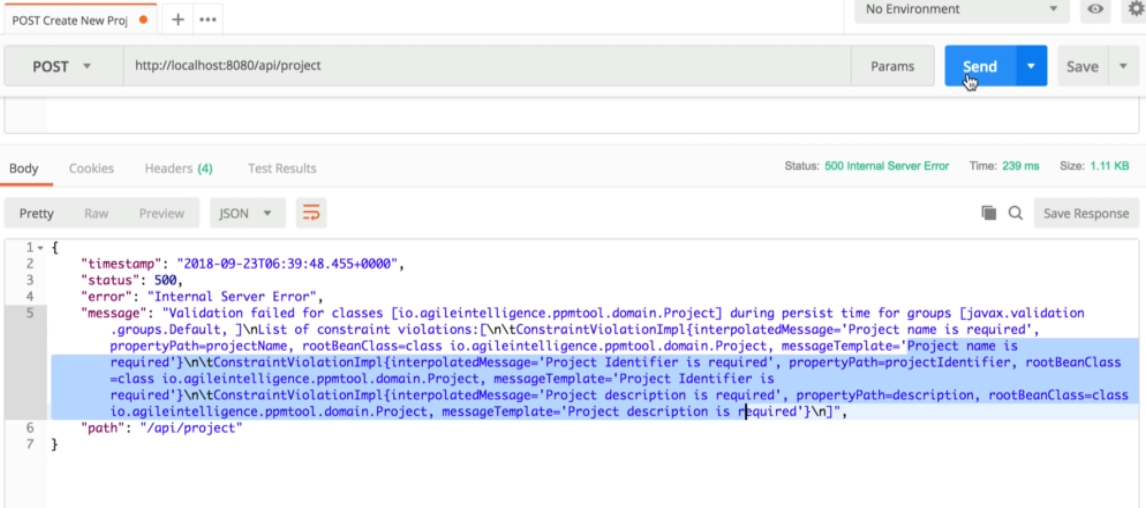 POST Create New Proj
No Environment
POST
http://localhost:8080/api/project
Params
Send
Save
Body
Cookies
Headers (4)
Test Results
Status: 500 Internal Server Error
Time: 239 ms
Size: 1.11 KB
Pretty
Raw
Preview
JSON
Save Response
1 {
2 "timestamp": "2018-09-23T06:39:48.455+0000",
3 "status": 500,
4 "error": "Internal Server Error",
5 "message": "Validation failed for classes [io.agileintelligence.ppmtool.domain.Project] during persist time for groups [javax.validation
.groups.Default, ]\nList of constraint violations:[\n\tConstraintViolationImpl{interpolatedMessage='Project name is required',
propertyPath=projectName, rootBeanClass=class io.agileintelligence.ppmtool.domain.Project, messageTemplate='Project name is
required'}\n\tConstraintViolationImpl{interpolatedMessage='Project Identifier is required', propertyPath=projectIdentifier, rootBeanClass
=class io.agileintelligence.ppmtool.domain.Project, messageTemplate='Project Identifier is
required'}\n\tConstraintViolationImpl{interpolatedMessage='Project description is required', propertyPath=description, rootBeanClass=class
io.agileintelligence.ppmtool.domain.Project, messageTemplate='Project description is required'}\n]",
6 "path": "/api/project"
7 }